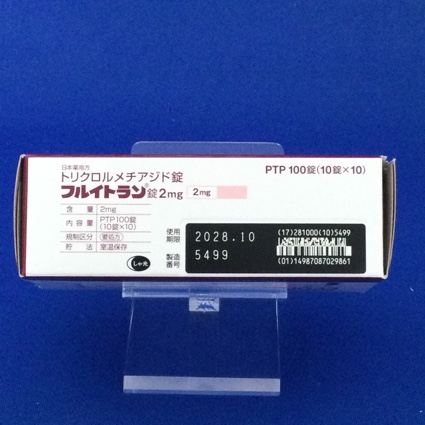 日本薬局方
トリクロルメチアジド錠
フルイトラン®錠2mg 2mg
PTP 100錠(10錠×10)
含量 2mg
内容量 PTP100錠
(10錠×10)
規制区分 要処方
貯法 室温保存
しゃ光
使用
期限 2028.10
製造
番号 5499
(17)281000(10)5499
(01)14987087029861